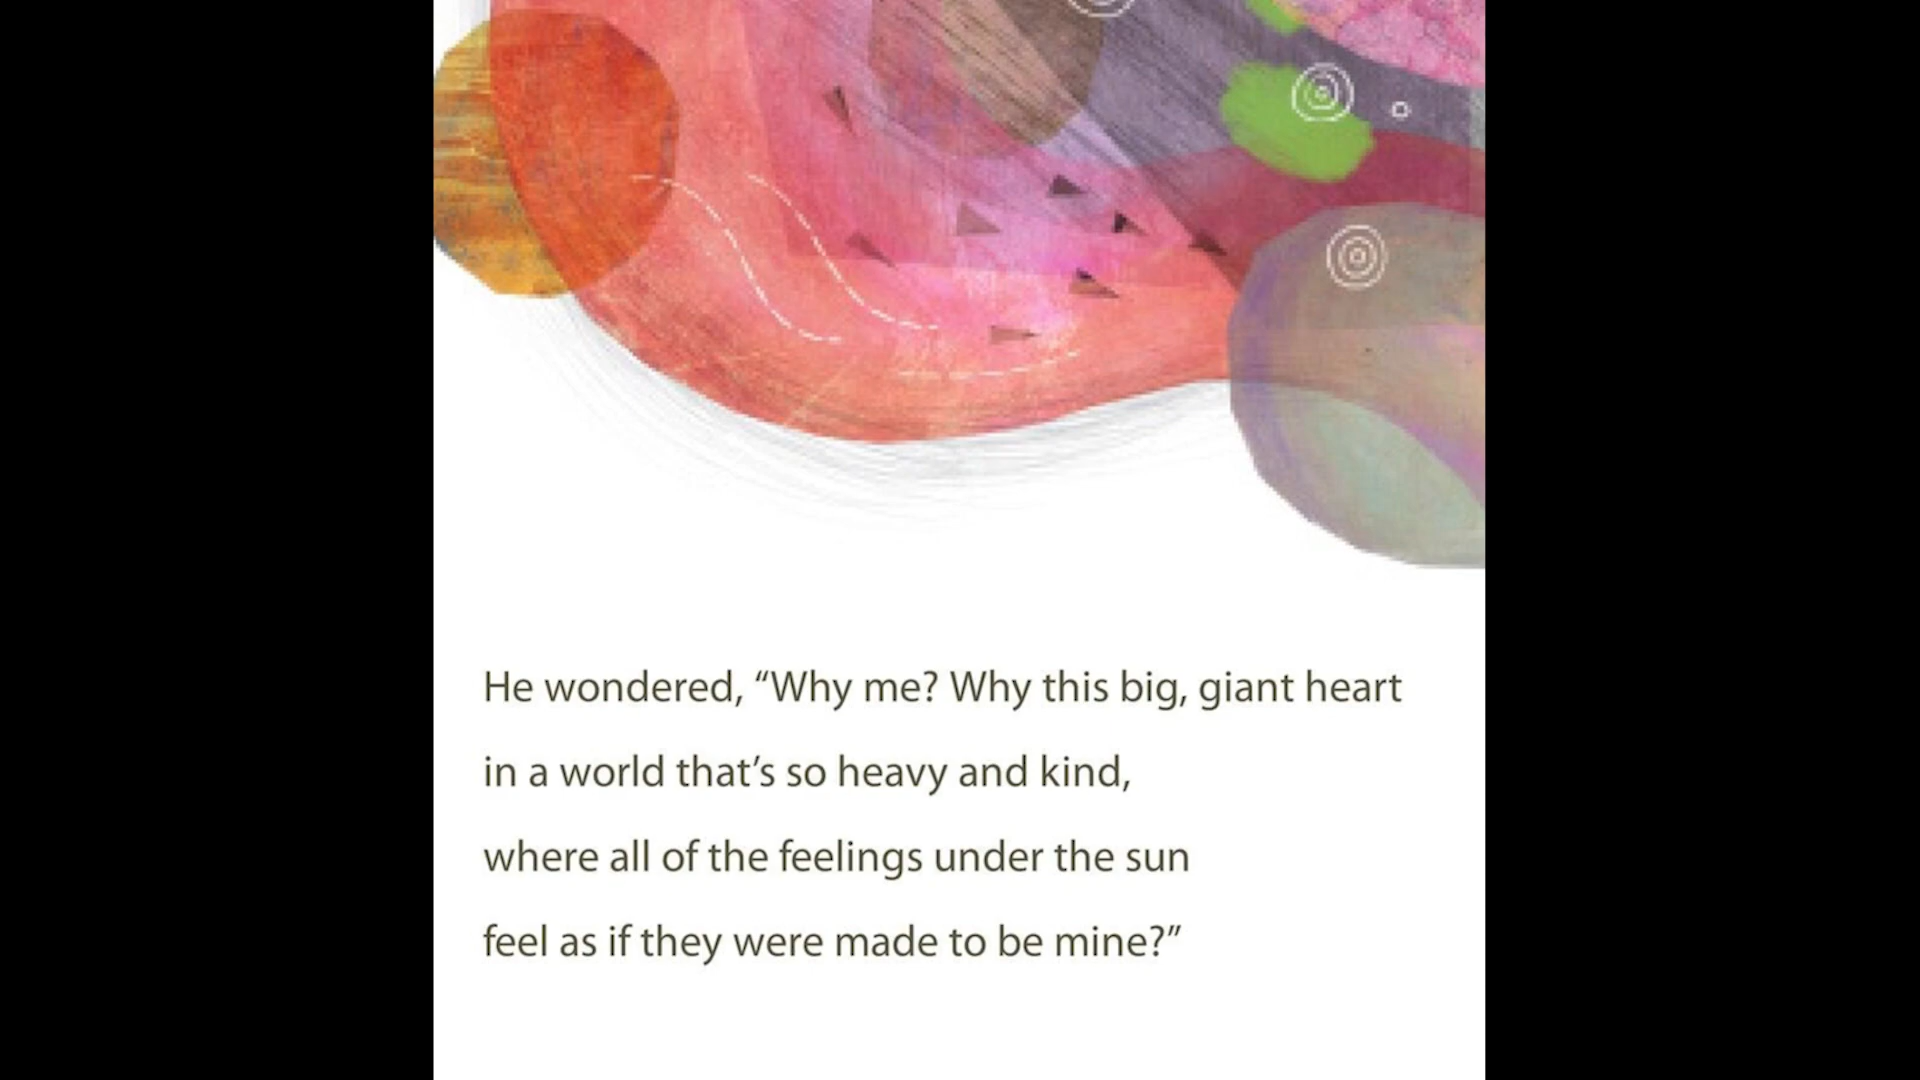 He wondered, “Why me? Why this big, giant heart
in a world that’s so heavy and kind,
where all of the feelings under the sun
feel as if they were made to be mine?”